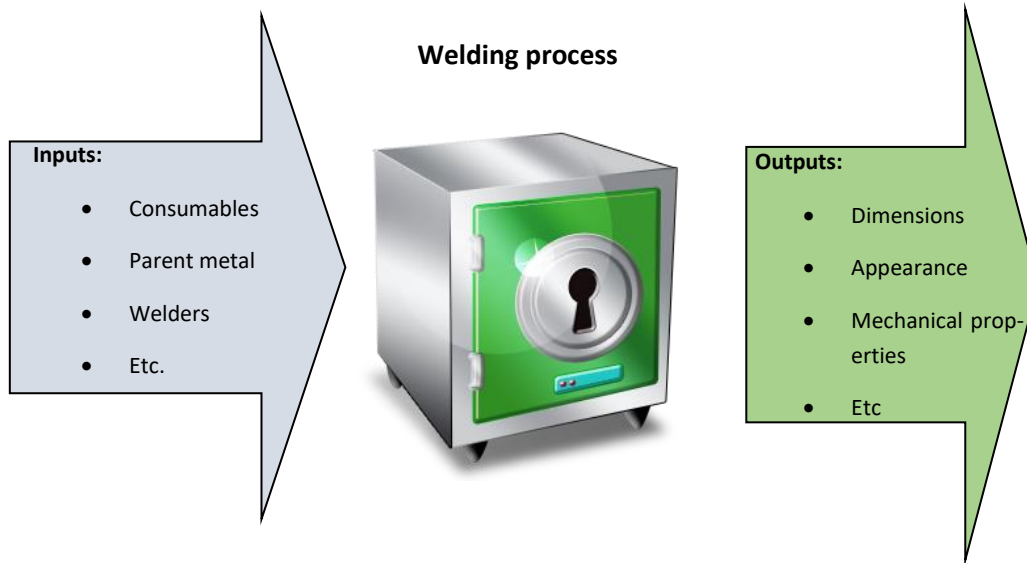 Welding process
Inputs:
• Consumables
• Parent metal
• Welders
• Etc.
Outputs:
• Dimensions
• Appearance
• Mechanical prop-
erties
• Etc